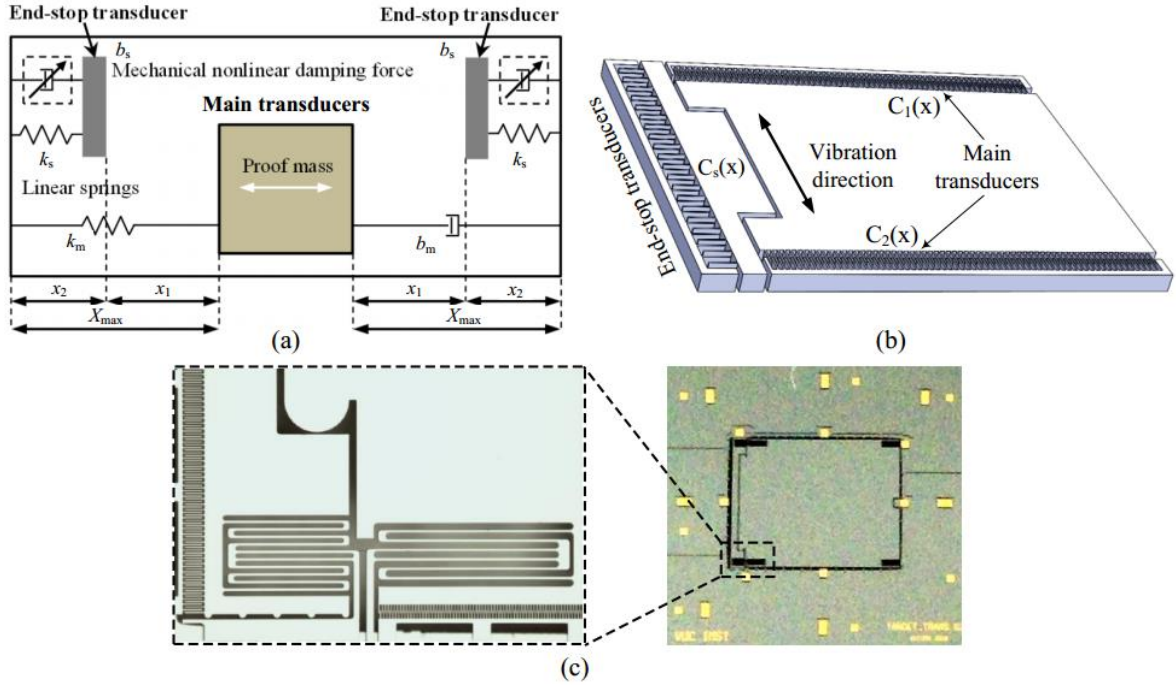 End-stop transducer
End-stop transducer
b_s
b_s
Mechanical nonlinear damping force
Main transducers
k_s
k_s
Proof mass
Linear springs
k_m
b_m
x_2
x_1
x_1
x_2
X_max
X_max
(a)
C_1(x)
C_s(x)
Vibration
direction
Main
transducers
End-stop transducers
C_2(x)
(b)
VUC INST
(c)